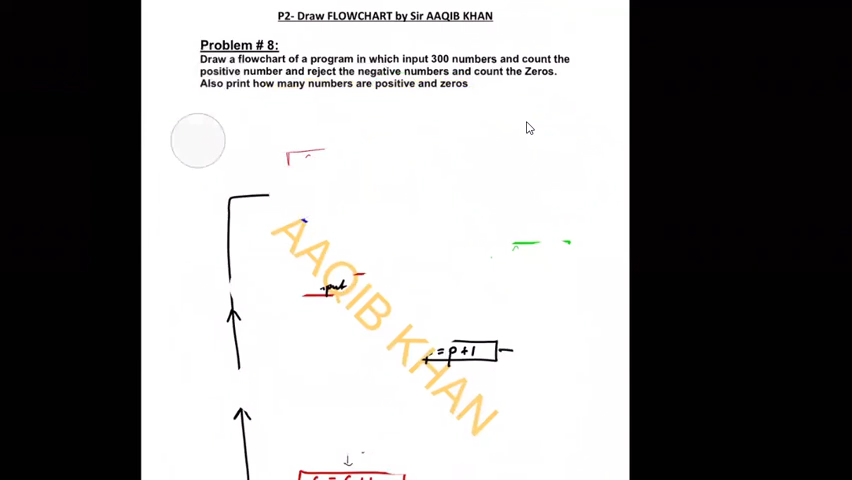 P2- Draw FLOWCHART by Sir AAQIB KHAN
Problem # 8:
Draw a flowchart of a program in which input 300 numbers and count the
positive number and reject the negative numbers and count the Zeros.
Also print how many numbers are positive and zeros
AAQIB KHAN
= p + 1